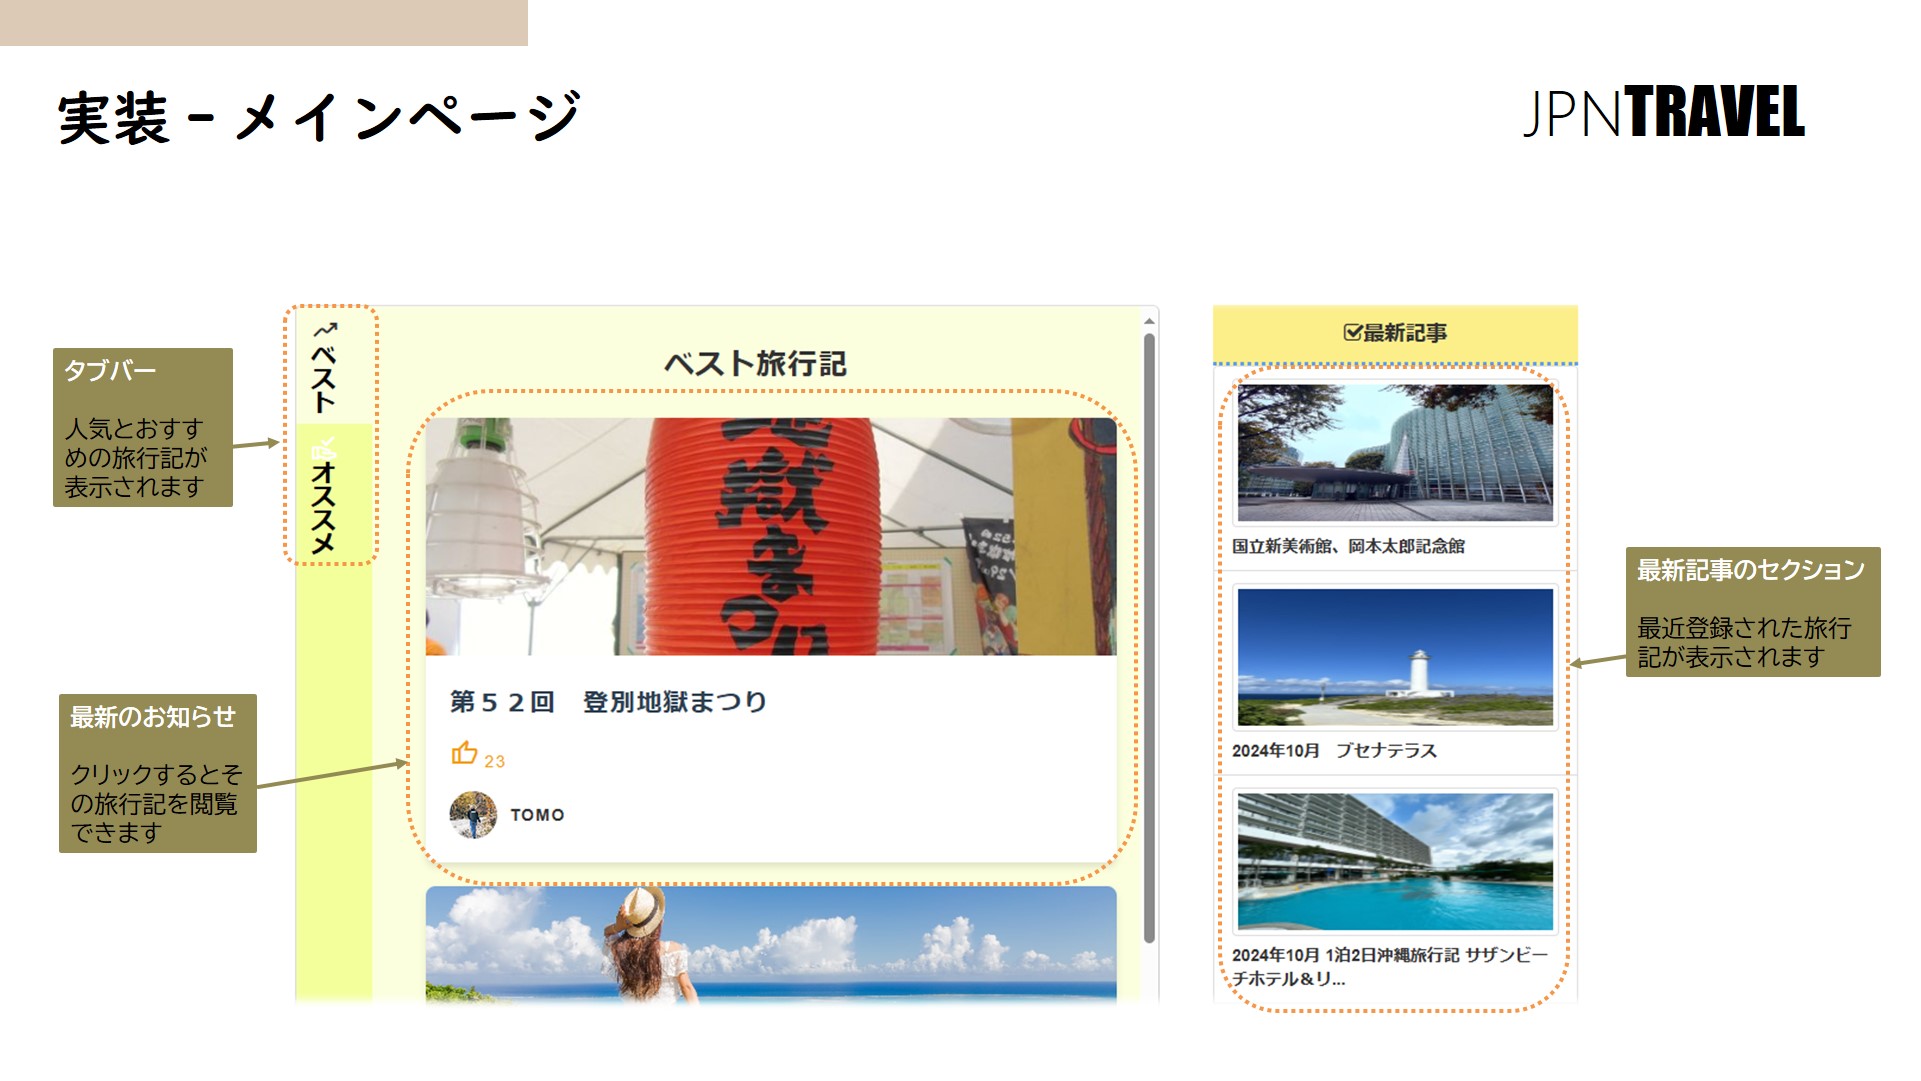 実装 - メインページ
JPNTRAVEL
タブバー
人気とおすす
めの旅行記が
表示されます
最新のお知らせ
クリックするとそ
の旅行記を閲覧
できます
ベスト
オススメ
ベスト旅行記
地獄まつり
第５２回　登別地獄まつり
23
TOMO
最新記事
国立新美術館、岡本太郎記念館
2024年10月　ブセナテラス
2024年10月 1泊2日沖縄旅行記 サザンビー
チホテル＆リ...
最新記事のセクション
最近登録された旅行
記が表示されます